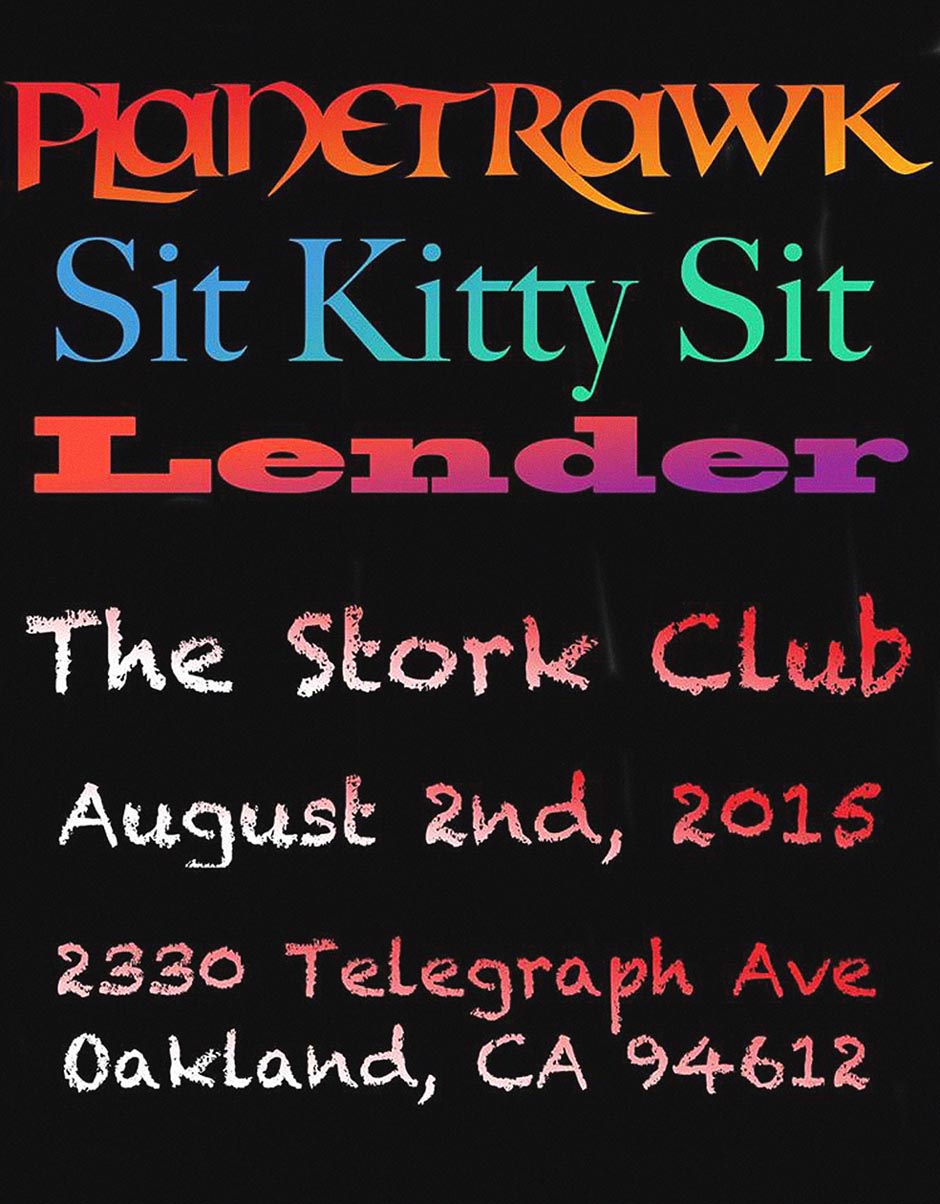 PLANETRAWK
Sit Kitty Sit
Lender
The Stork Club
August 2nd, 2015
2330 Telegraph Ave
Oakland, CA 94612